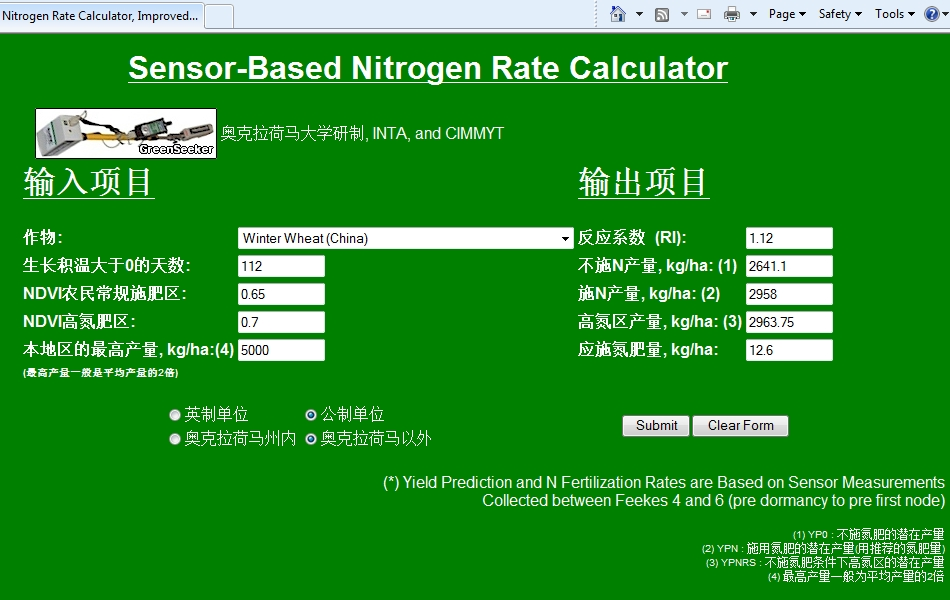 Nitrogen Rate Calculator, Improved...
Page
Safety
Tools
Sensor-Based Nitrogen Rate Calculator
GreenSeeker
奥克拉荷马大学研制, INTA, and CIMMYT
输入项目
输出项目
作物: Winter Wheat (China)
反应系数 (RI): 1.12
生长积温大于0的天数: 112
不施N产量, kg/ha: (1) 2641.1
NDVI农民常规施肥区: 0.65
施N产量, kg/ha: (2) 2958
NDVI高氮肥区: 0.7
高氮区产量, kg/ha: (3) 2963.75
本地区的最高产量, kg/ha:(4) 5000
应施氮肥量, kg/ha: 12.6
(最高产量一般是平均产量的2倍)
英制单位 公制单位
奥克拉荷马州内 奥克拉荷马以外
Submit Clear Form
(*) Yield Prediction and N Fertilization Rates are Based on Sensor Measurements
Collected between Feekes 4 and 6 (pre dormancy to pre first node)
(1) YP0 : 不施氮肥的潜在产量
(2) YPN : 施用氮肥的潜在产量(用推荐的氮肥量)
(3) YPNRS : 不施氮肥条件下高氮区的潜在产量
(4) 最高产量一般为平均产量的2倍